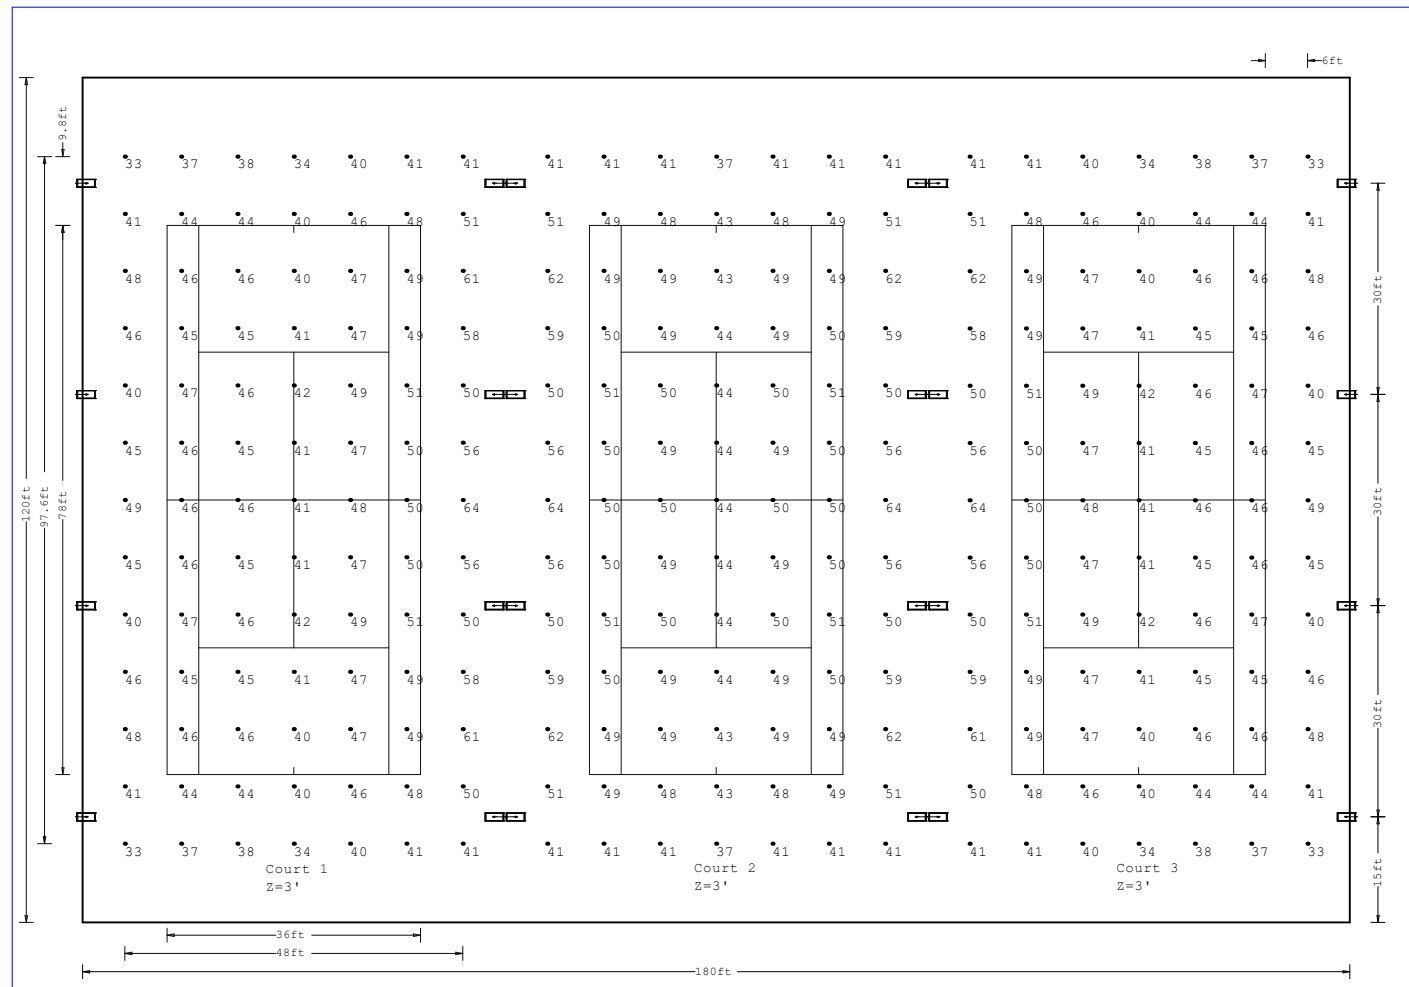 6ft
9.8ft
33 37 38 34 40 41 41 41 41 41 37 41 41 41 41 41 40 34 38 37 33
41 44 44 40 46 48 51 51 49 48 43 48 49 51 51 48 46 40 44 44 41
48 46 46 40 47 49 61 62 49 49 43 49 49 62 62 49 47 40 46 46 48
30ft
46 45 45 41 47 49 58 59 50 49 44 49 50 59 58 49 47 41 45 45 46
40 47 46 42 49 51 50 50 51 50 44 50 51 50 50 51 49 42 46 47 40
45 46 45 41 47 50 56 56 50 49 44 49 50 56 56 50 47 41 45 46 45
120ft
97.6ft
78ft
49 46 46 41 48 50 64 64 50 50 44 50 50 64 64 50 48 41 46 46 49
30ft
45 46 45 41 47 50 56 56 50 49 44 49 50 56 56 50 47 41 45 46 45
40 47 46 42 49 51 50 50 51 50 44 50 51 50 50 51 49 42 46 47 40
46 45 45 41 47 49 58 59 50 49 44 49 50 59 59 49 47 41 45 45 46
30ft
48 46 46 40 47 49 61 62 49 49 43 49 49 62 61 49 47 40 46 46 48
41 44 44 40 46 48 50 51 49 48 43 48 49 51 50 48 46 40 44 44 41
33 37 38 34 40 41 41 41 41 41 37 41 41 41 41 41 40 34 38 37 33
Court 1
Z=3'
Court 2
Z=3'
Court 3
Z=3'
15ft
36ft
48ft
180ft